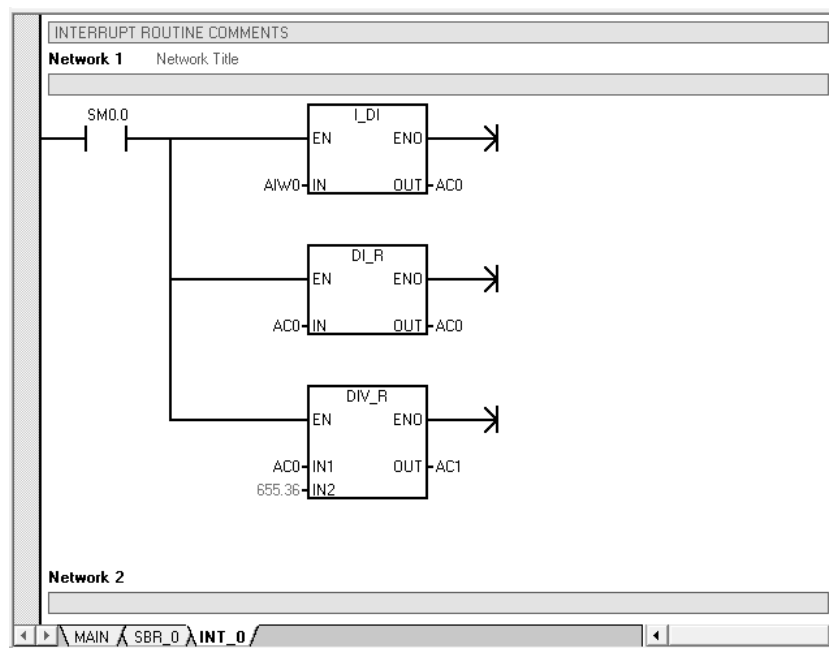 INTERRUPT ROUTINE COMMENTS
Network 1 Network Title
SM0.0
I_DI
EN ENO
AIW0 IN OUT AC0
DI_R
EN ENO
AC0 IN OUT AC0
DIV_R
EN ENO
AC0 IN1 OUT AC1
655.36 IN2
Network 2
MAIN SBR_0 INT_0